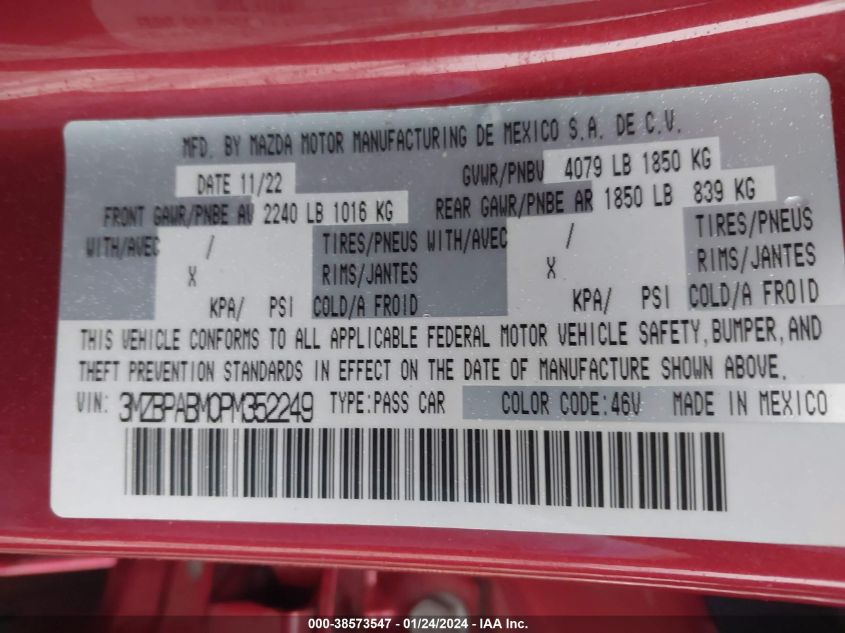 MFD. BY MAZDA MOTOR MANUFACTURING DE MEXICO S.A. DE C.V.
DATE 11/22 GVWR/PNBV 4079 LB 1850 KG
FRONT GAWR/PNBE AV 2240 LB 1016 KG REAR GAWR/PNBE AR 1850 LB 839 KG
WITH/AVEC / TIRES/PNEUS WITH/AVEC / TIRES/PNEUS
X RIMS/JANTES X RIMS/JANTES
KPA/ PSI COLD/A FROID KPA/ PSI COLD/A FROID
THIS VEHICLE CONFORMS TO ALL APPLICABLE FEDERAL MOTOR VEHICLE SAFETY, BUMPER, AND
THEFT PREVENTION STANDARDS IN EFFECT ON THE DATE OF MANUFACTURE SHOWN ABOVE.
VIN: 3MZBPABM0PM352249 TYPE:PASS CAR COLOR CODE:46V MADE IN MEXICO
000-38573547 - 01/24/2024 - IAAI.COM.